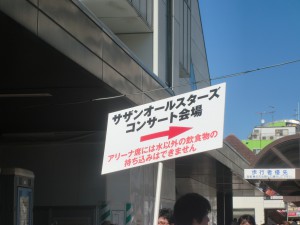 サザンオールスターズ
コンサート会場
アリーナ席には水以外の飲食物の
持ち込みはできません
歩行者優先